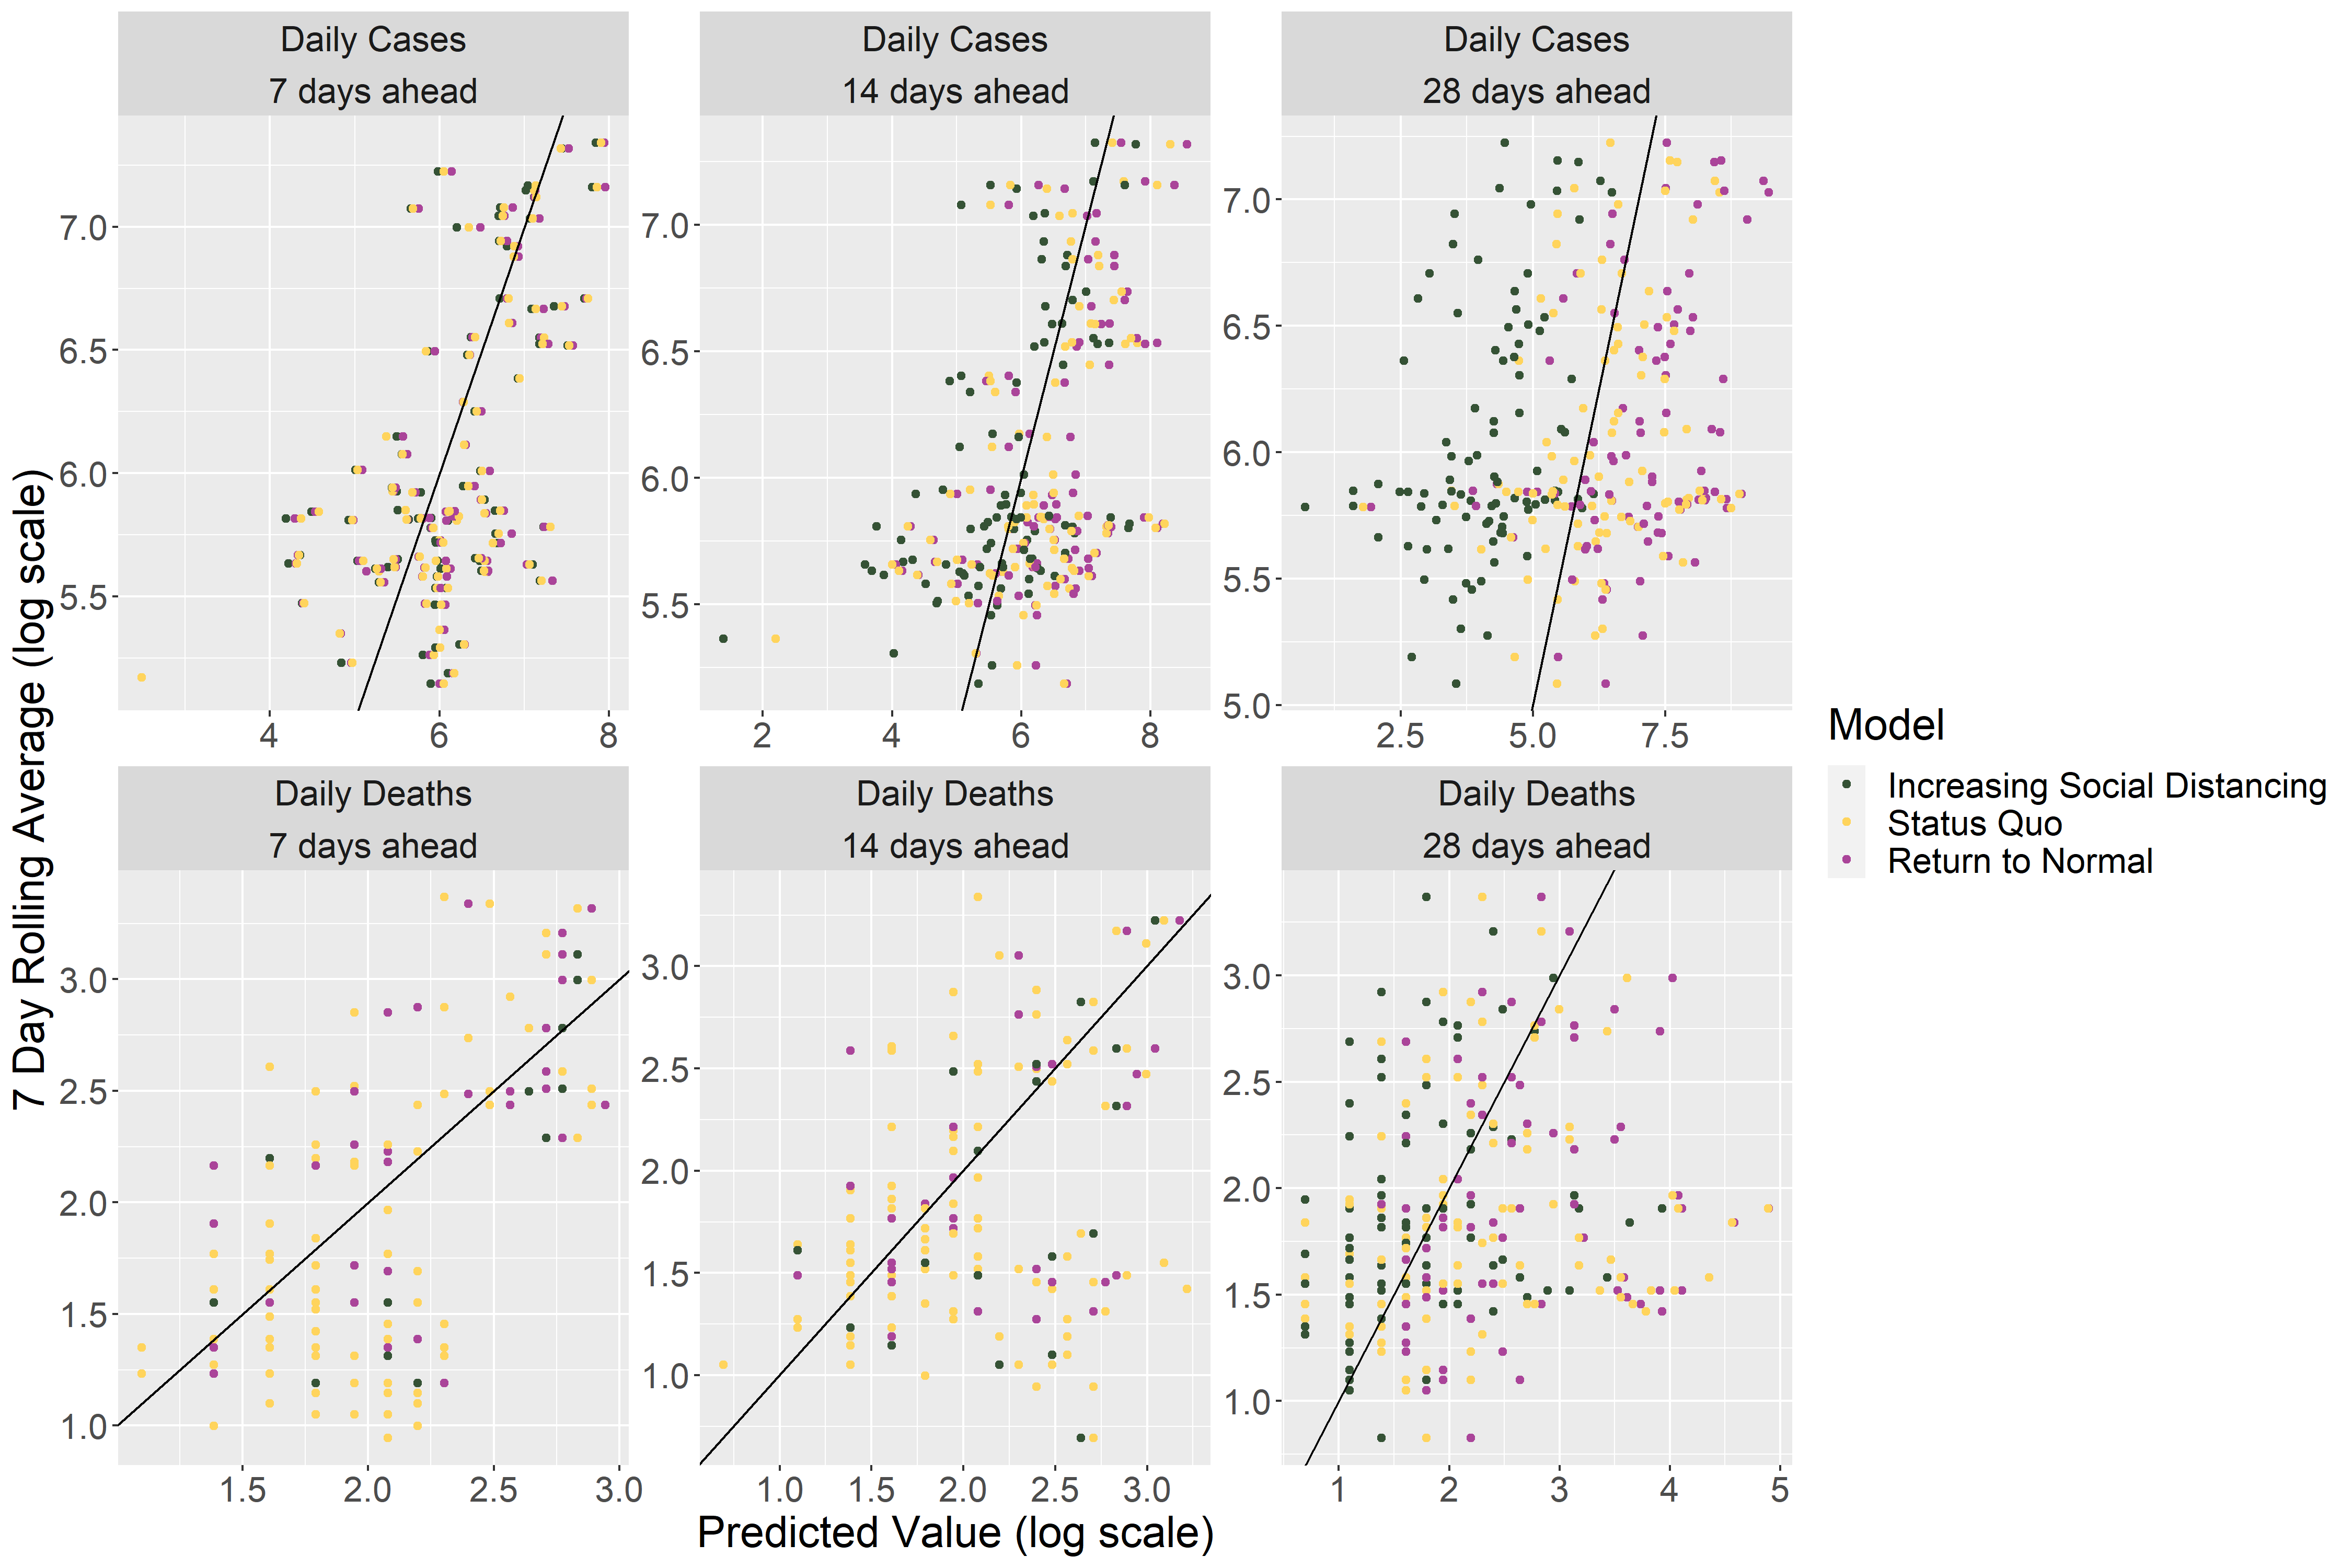 Daily Cases
7 days ahead
Daily Cases
14 days ahead
Daily Cases
28 days ahead
7.0
6.5
6.0
5.5
4 6 8
7.0
6.5
6.0
5.5
2 4 6 8
7.0
6.5
6.0
5.5
5.0
2.5 5.0 7.5
Daily Deaths
7 days ahead
Daily Deaths
14 days ahead
Daily Deaths
28 days ahead
3.0
2.5
2.0
1.5
1.0
1.5 2.0 2.5 3.0
3.0
2.5
2.0
1.5
1.0
1.0 1.5 2.0 2.5 3.0
3.0
2.5
2.0
1.5
1.0
1 2 3 4 5
7 Day Rolling Average (log scale)
Predicted Value (log scale)
Model
Increasing Social Distancing
Status Quo
Return to Normal